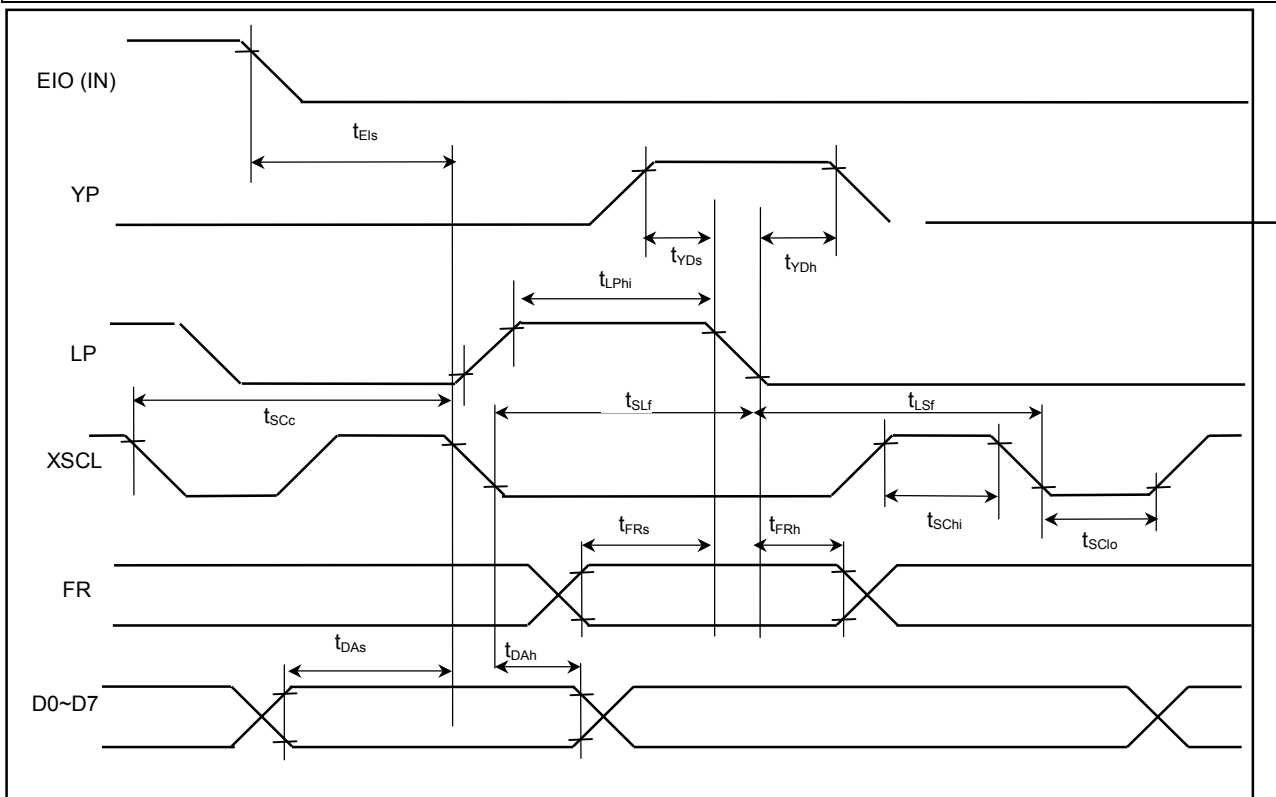 EIO (IN)
tEIs
YP
tYDs
tYDh
tLPhi
LP
tSCc
tSLf
tLSf
XSCL
tSChi
tSClo
tFRs
tFRh
FR
tDAs
tDAh
D0~D7